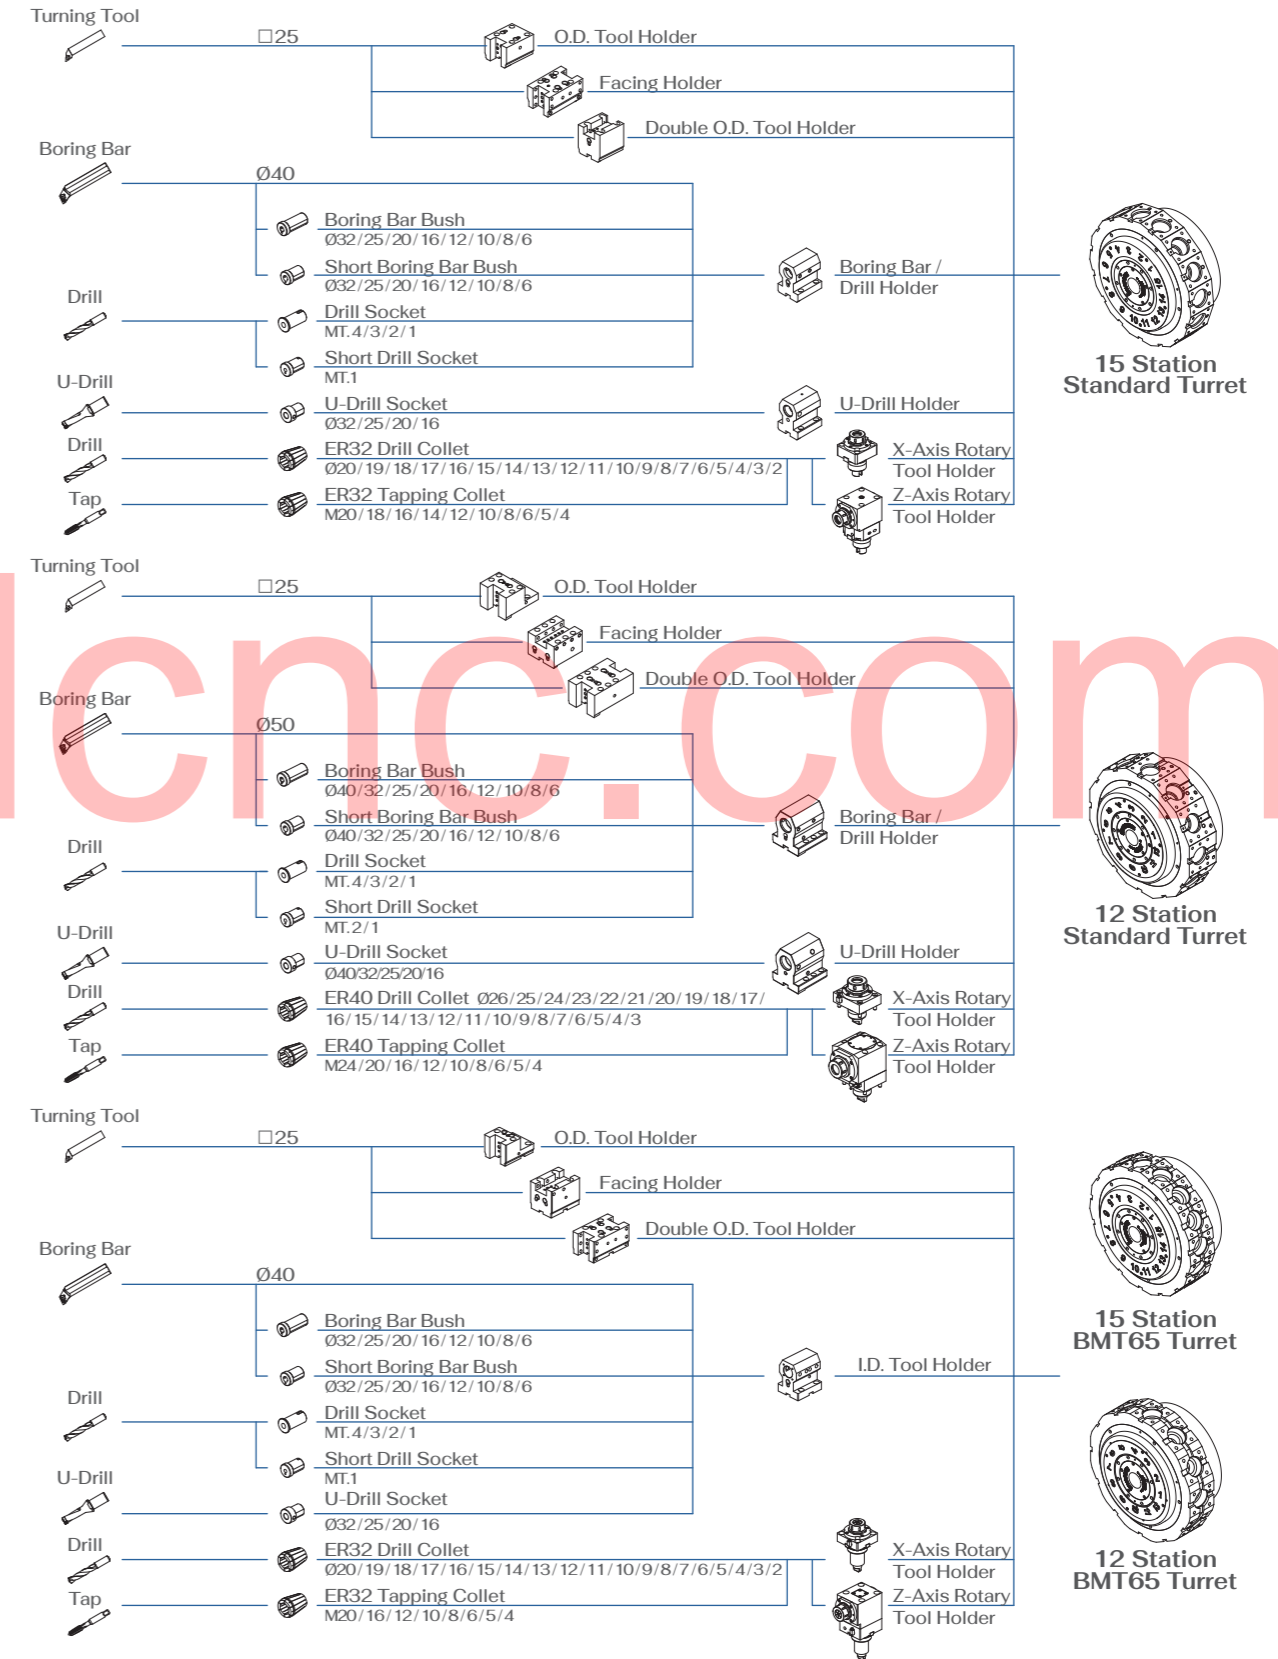 Turning Tool
□25
O.D. Tool Holder
Facing Holder
Double O.D. Tool Holder
Boring Bar
Ø40
Boring Bar Bush
Ø32/25/20/16/12/10/8/6
Short Boring Bar Bush
Ø32/25/20/16/12/10/8/6
Boring Bar /
Drill Holder
Drill
Drill Socket
MT.4/3/2/1
Short Drill Socket
MT.1
15 Station
Standard Turret
U-Drill
U-Drill Socket
Ø32/25/20/16
U-Drill Holder
Drill
ER32 Drill Collet
Ø20/19/18/17/16/15/14/13/12/11/10/9/8/7/6/5/4/3/2
X-Axis Rotary
Tool Holder
Tap
ER32 Tapping Collet
M20/18/16/14/12/10/8/6/5/4
Z-Axis Rotary
Tool Holder
Turning Tool
□25
O.D. Tool Holder
Facing Holder
Double O.D. Tool Holder
lcnc.com
Boring Bar
Ø50
Boring Bar Bush
Ø40/32/25/20/16/12/10/8/6
Short Boring Bar Bush
Ø40/32/25/20/16/12/10/8/6
Boring Bar /
Drill Holder
Drill
Drill Socket
MT.4/3/2/1
Short Drill Socket
MT.2/1
12 Station
Standard Turret
U-Drill
U-Drill Socket
Ø40/32/25/20/16
U-Drill Holder
Drill
ER40 Drill Collet Ø26/25/24/23/22/21/20/19/18/17/
16/15/14/13/12/11/10/9/8/7/6/5/4/3
X-Axis Rotary
Tool Holder
Tap
ER40 Tapping Collet
M24/20/16/12/10/8/6/5/4
Z-Axis Rotary
Tool Holder
Turning Tool
□25
O.D. Tool Holder
Facing Holder
Double O.D. Tool Holder
Boring Bar
Ø40
Boring Bar Bush
Ø32/25/20/16/12/10/8/6
Short Boring Bar Bush
Ø32/25/20/16/12/10/8/6
I.D. Tool Holder
15 Station
BMT65 Turret
Drill
Drill Socket
MT.4/3/2/1
Short Drill Socket
MT.1
U-Drill
U-Drill Socket
Ø32/25/20/16
Drill
ER32 Drill Collet
Ø20/19/18/17/16/15/14/13/12/11/10/9/8/7/6/5/4/3/2
X-Axis Rotary
Tool Holder
12 Station
BMT65 Turret
Tap
ER32 Tapping Collet
M20/16/12/10/8/6/5/4
Z-Axis Rotary
Tool Holder